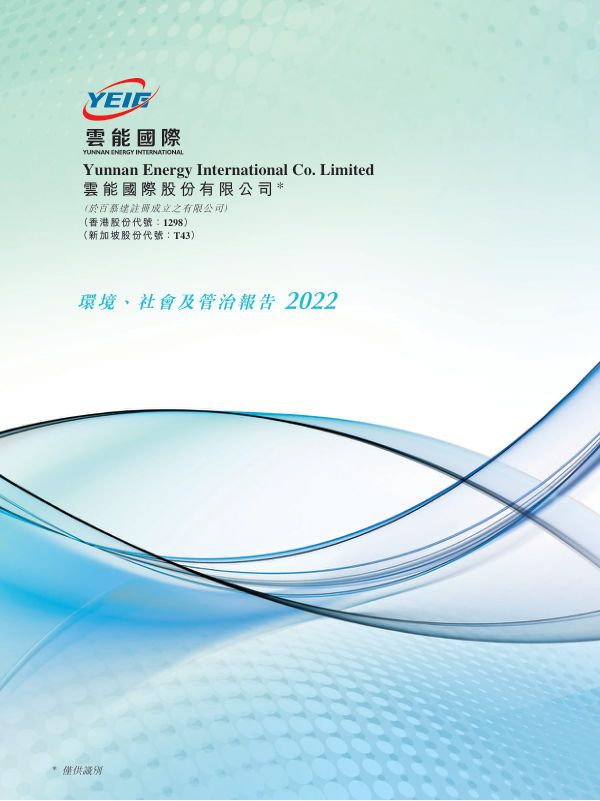 YEIG
雲能國際
YUNNAN ENERGY INTERNATIONAL
Yunnan Energy International Co. Limited
雲能國際股份有限公司*
(於百慕達註冊成立之有限公司)
(香港股份代號：1298)
(新加坡股份代號：T43)
環境、社會及管治報告 2022
* 僅供識別